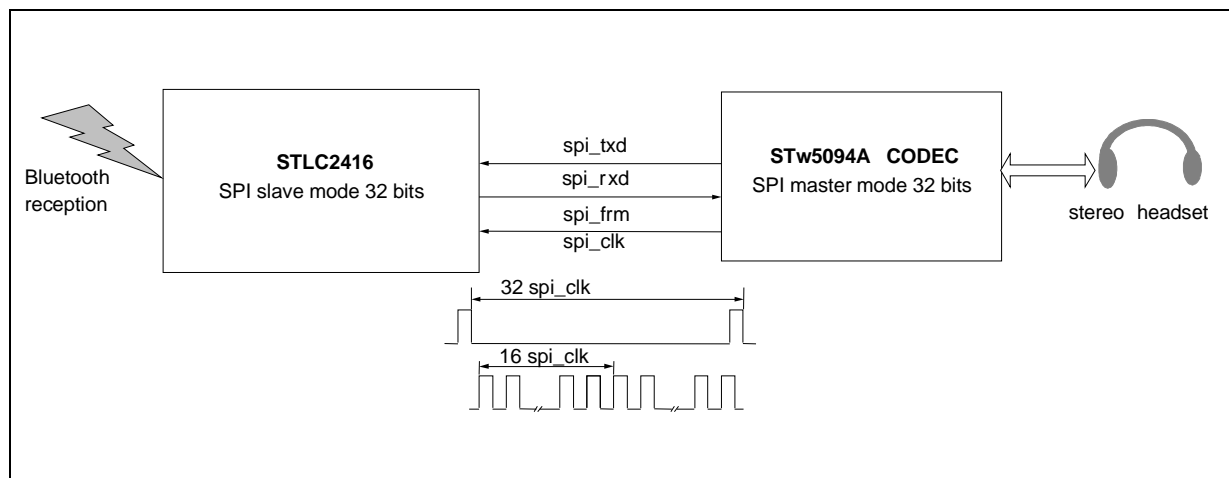 STLC2416
SPI slave mode 32 bits
Bluetooth
reception
spi_txd
spi_rxd
spi_frm
spi_clk
STw5094A CODEC
SPI master mode 32 bits
stereo headset
32 spi_clk
16 spi_clk